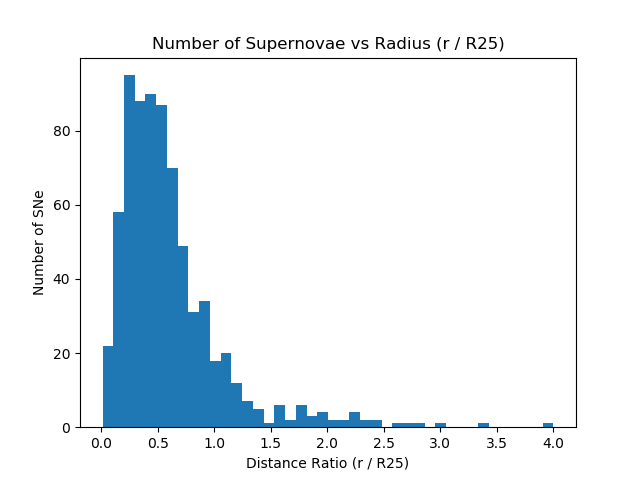 Number of Supernovae vs Radius (r / R25)
80
60
40
20
0
Number of SNe
0.0 0.5 1.0 1.5 2.0 2.5 3.0 3.5 4.0
Distance Ratio (r / R25)